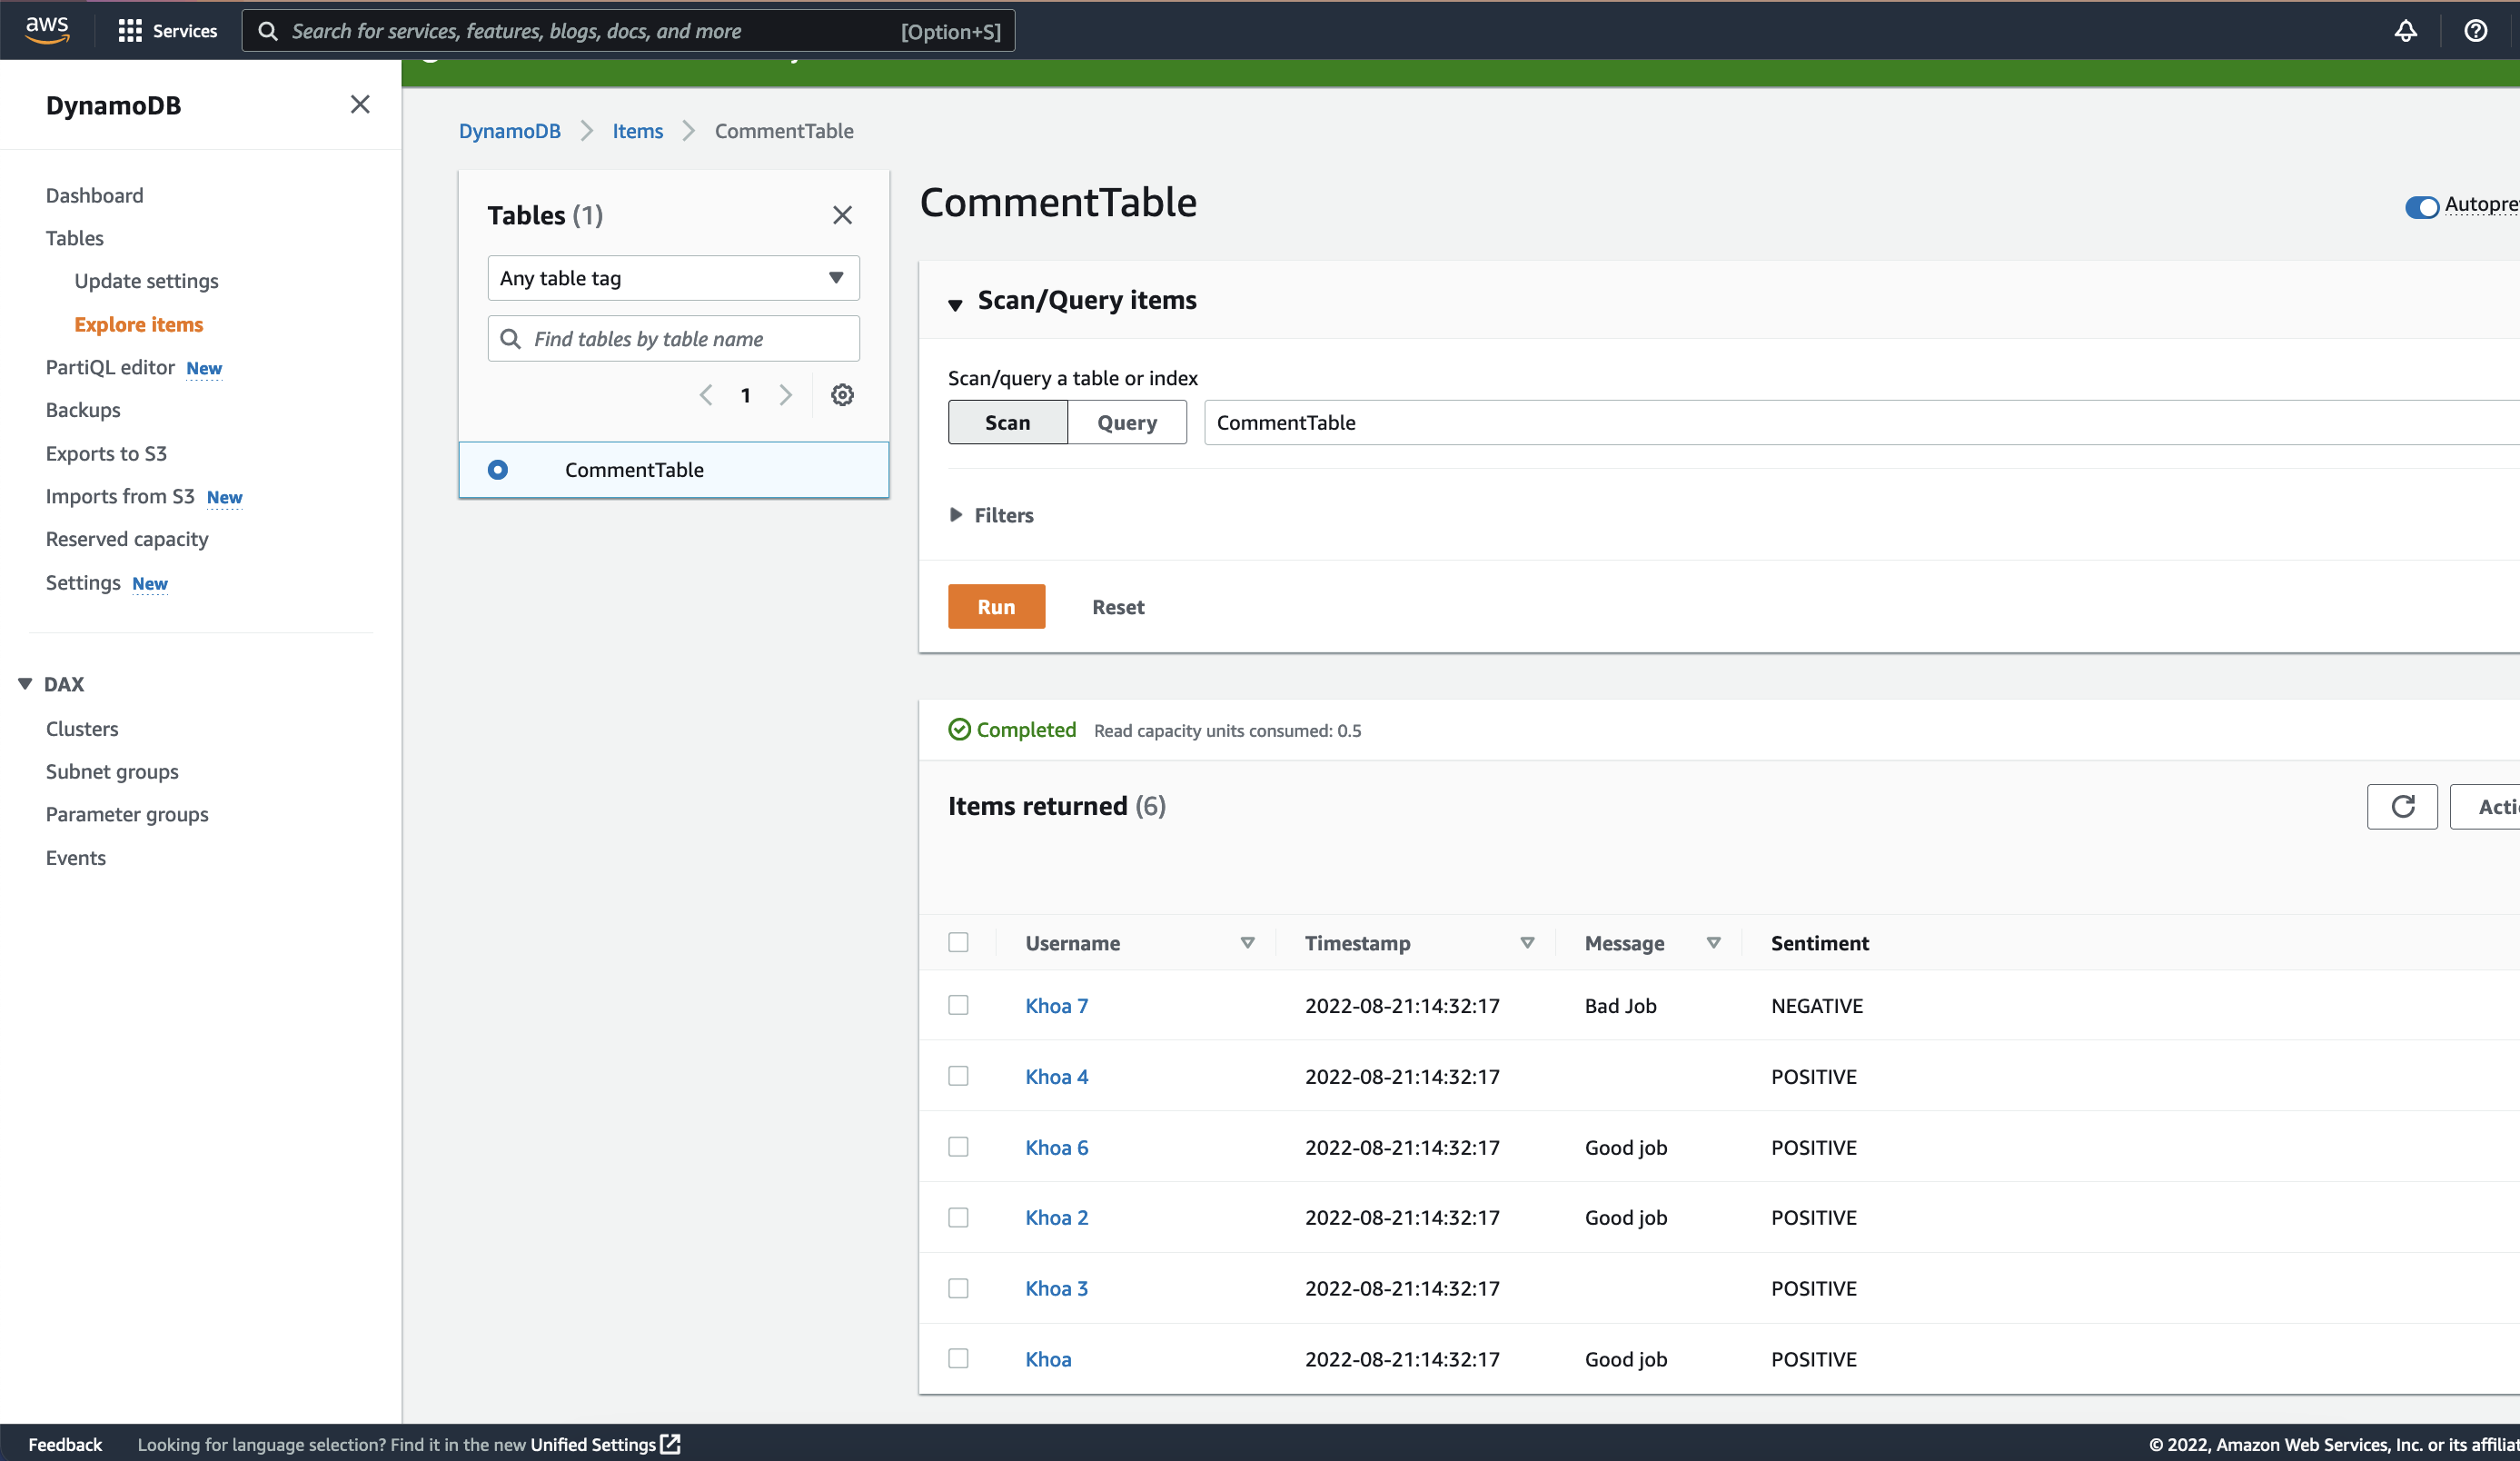 aws Services Search for services, features, blogs, docs, and more [Option+S]
DynamoDB
Dashboard
Tables
Update settings
Explore items
PartiQL editor New
Backups
Exports to S3
Imports from S3 New
Reserved capacity
Settings New
DAX
Clusters
Subnet groups
Parameter groups
Events
DynamoDB Items CommentTable
Tables (1)
Any table tag
Find tables by table name
1
CommentTable
CommentTable
Scan/Query items
Scan/query a table or index
Scan Query CommentTable
Filters
Run Reset
Completed Read capacity units consumed: 0.5
Items returned (6)
Username Timestamp Message Sentiment
Khoa 7 2022-08-21:14:32:17 Bad Job NEGATIVE
Khoa 4 2022-08-21:14:32:17 POSITIVE
Khoa 6 2022-08-21:14:32:17 Good job POSITIVE
Khoa 2 2022-08-21:14:32:17 Good job POSITIVE
Khoa 3 2022-08-21:14:32:17 POSITIVE
Khoa 2022-08-21:14:32:17 Good job POSITIVE
Feedback Looking for language selection? Find it in the new Unified Settings © 2022, Amazon Web Services, Inc. or its